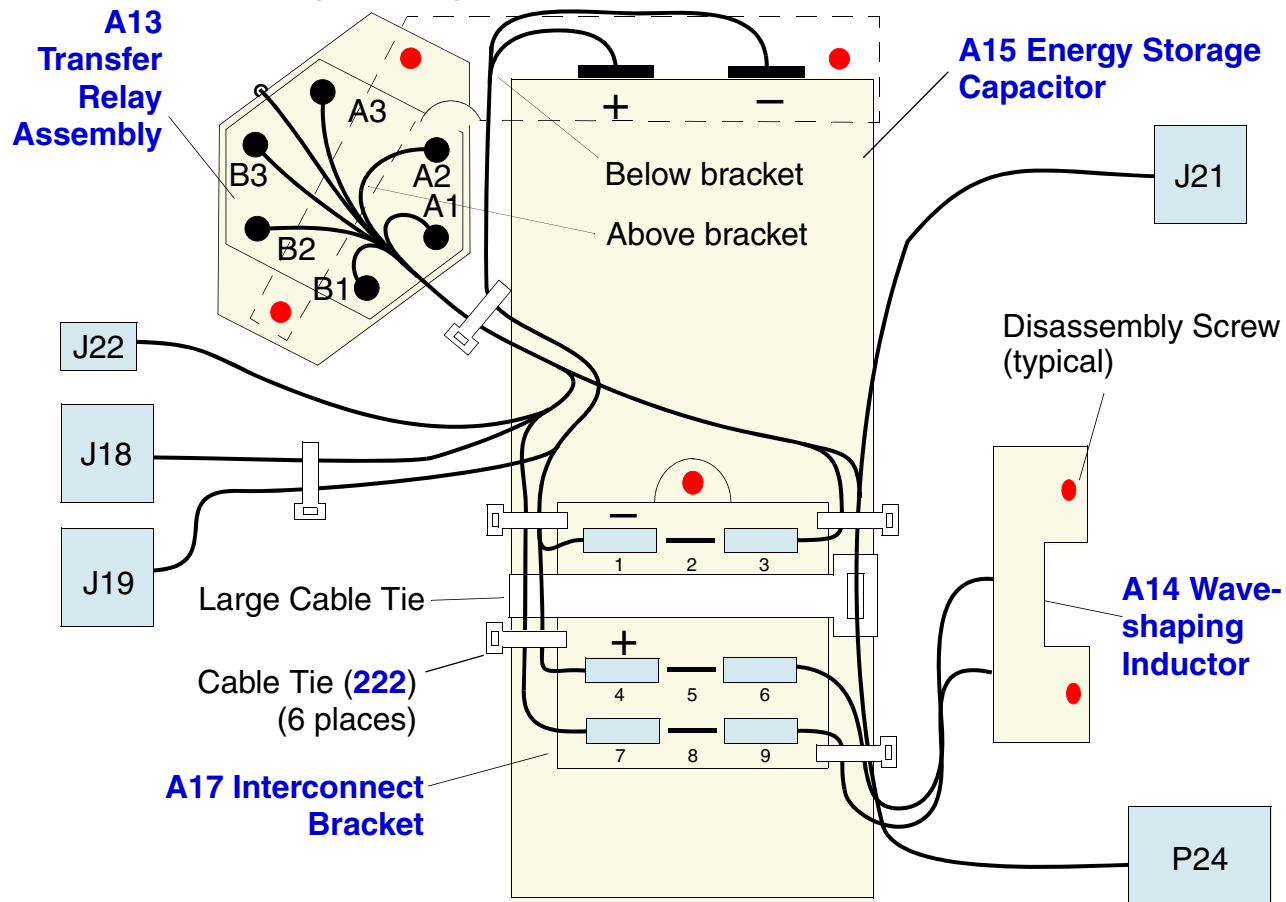 A13
Transfer
Relay
Assembly
A15 Energy Storage
Capacitor
+
−
A3
B3
A2
A1
B2
B1
Below bracket
Above bracket
J21
J22
J18
J19
Disassembly Screw
(typical)
−
1
2
3
Large Cable Tie
+
4
5
6
7
8
9
Cable Tie (222)
(6 places)
A14 Wave-
shaping
Inductor
A17 Interconnect
Bracket
P24